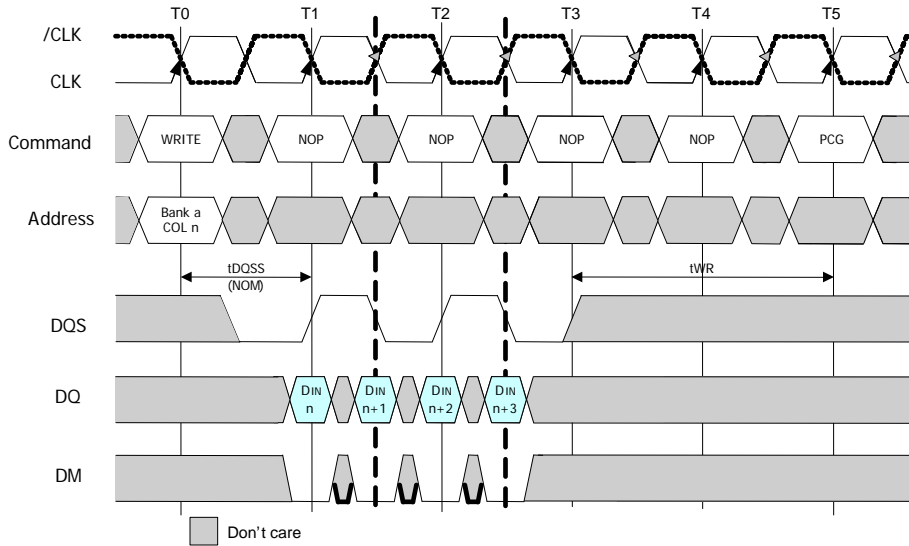 T0 T1 T2 T3 T4 T5
/CLK
CLK
Command WRITE NOP NOP NOP NOP PCG
Address Bank a
COL n
tDQSS
(NOM)
tWR
DQS
DQ DIN DIN DIN DIN
n n+1 n+2 n+3
DM
Don't care